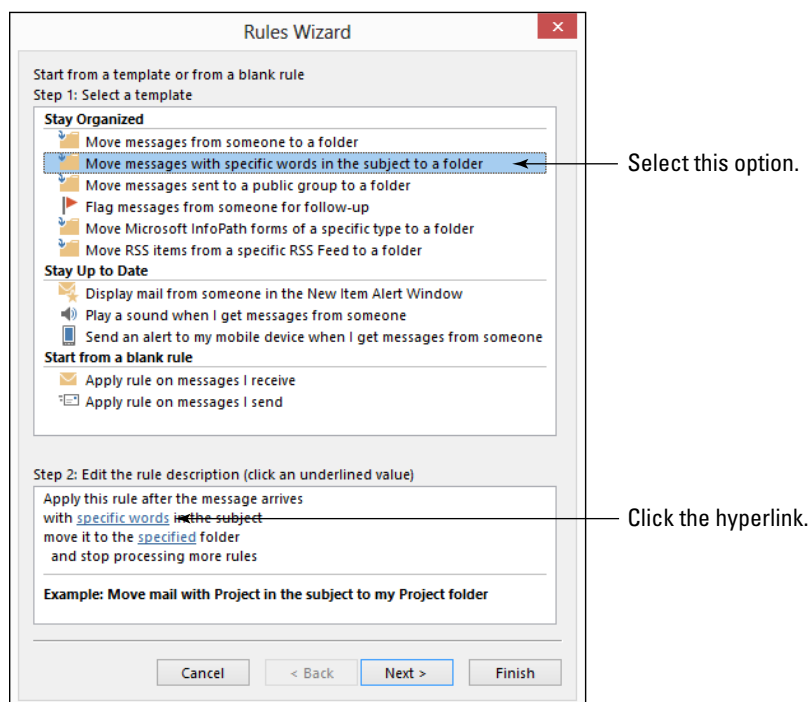 Rules Wizard
Start from a template or from a blank rule
Step 1: Select a template
Stay Organized
Move messages from someone to a folder
Move messages with specific words in the subject to a folder
Select this option.
Move messages sent to a public group to a folder
Flag messages from someone for follow-up
Move Microsoft InfoPath forms of a specific type to a folder
Move RSS items from a specific RSS Feed to a folder
Stay Up to Date
Display mail from someone in the New Item Alert Window
Play a sound when I get messages from someone
Send an alert to my mobile device when I get messages from someone
Start from a blank rule
Apply rule on messages I receive
Apply rule on messages I send
Step 2: Edit the rule description (click an underlined value)
Apply this rule after the message arrives
with specific words in the subject
Click the hyperlink.
move it to the specified folder
and stop processing more rules
Example: Move mail with Project in the subject to my Project folder
Cancel < Back Next > Finish